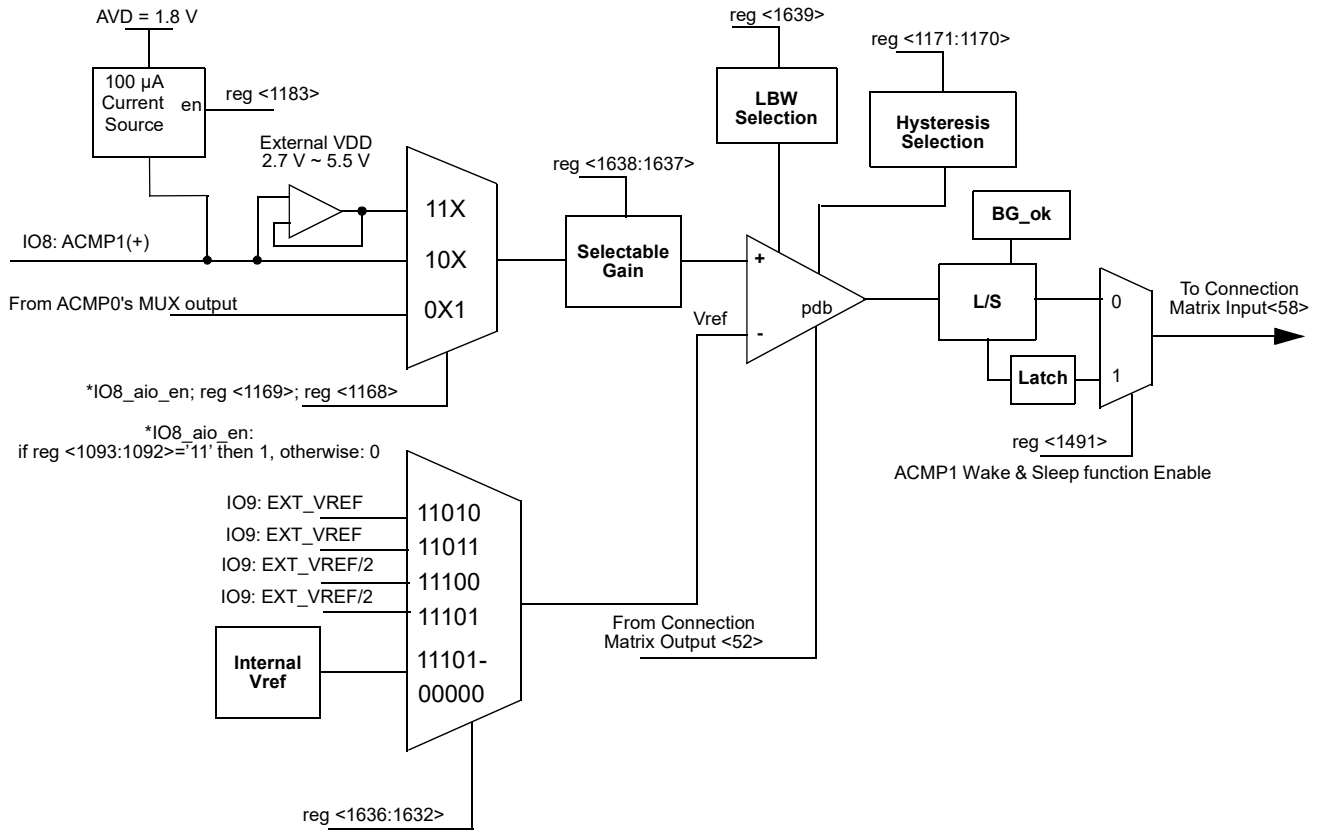 AVD = 1.8 V
100 µA
Current
Source
en
reg <1183>
External VDD
2.7 V ~ 5.5 V
IO8: ACMP1(+)
From ACMP0's MUX output
11X
10X
0X1
*IO8_aio_en; reg <1169>; reg <1168>
*IO8_aio_en:
if reg <1093:1092>='11' then 1, otherwise: 0
reg <1638:1637>
Selectable
Gain
reg <1639>
LBW
Selection
reg <1171:1170>
Hysteresis
Selection
+
-
pdb
Vref
BG_ok
L/S
Latch
0
1
To Connection
Matrix Input<58>
reg <1491>
ACMP1 Wake & Sleep function Enable
IO9: EXT_VREF
IO9: EXT_VREF
IO9: EXT_VREF/2
IO9: EXT_VREF/2
11010
11011
11100
11101
11101-
00000
Internal
Vref
From Connection
Matrix Output <52>
reg <1636:1632>